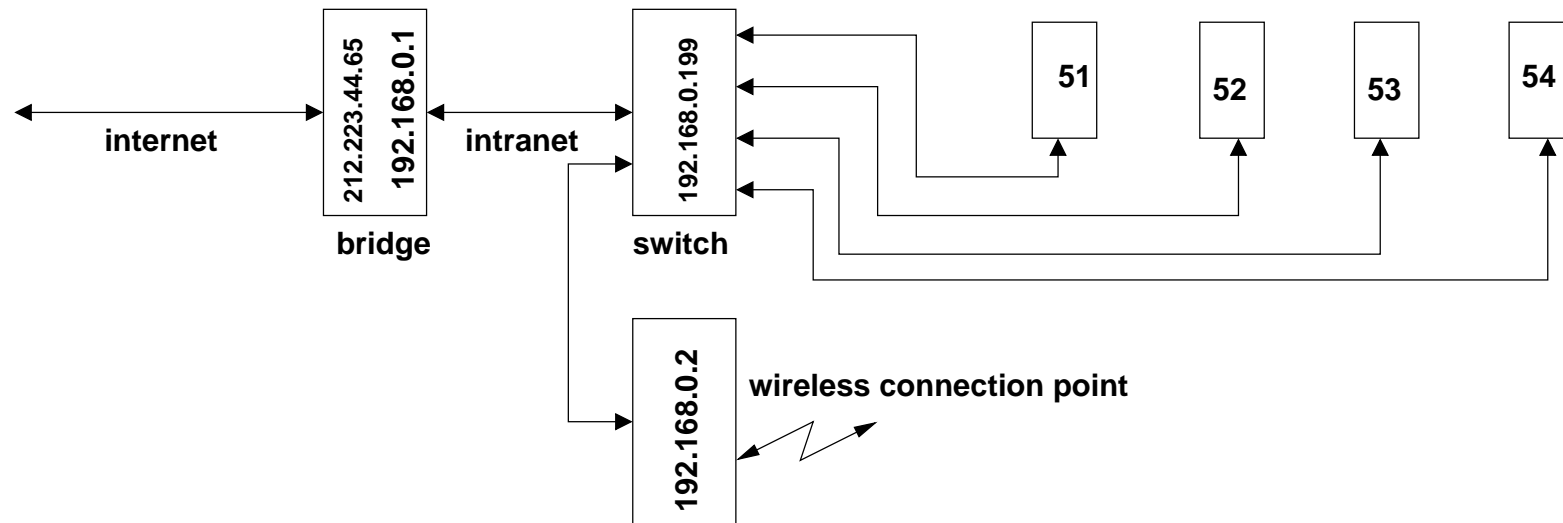 internet
212.223.44.65
192.168.0.1
bridge
intranet
192.168.0.199
switch
51
52
53
54
192.168.0.2
wireless connection point